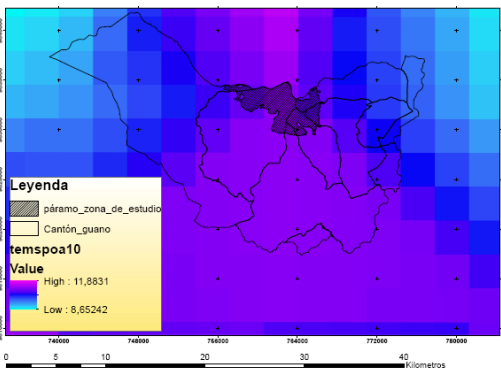 Leyenda
páramo_zona_de_estudio
Cantón_guano
temspoa10
Value
High : 11,8831
Low : 8,65242
740000 748000 756000 764000 772000 780000
0 5 10 20 30 40
Kilometros